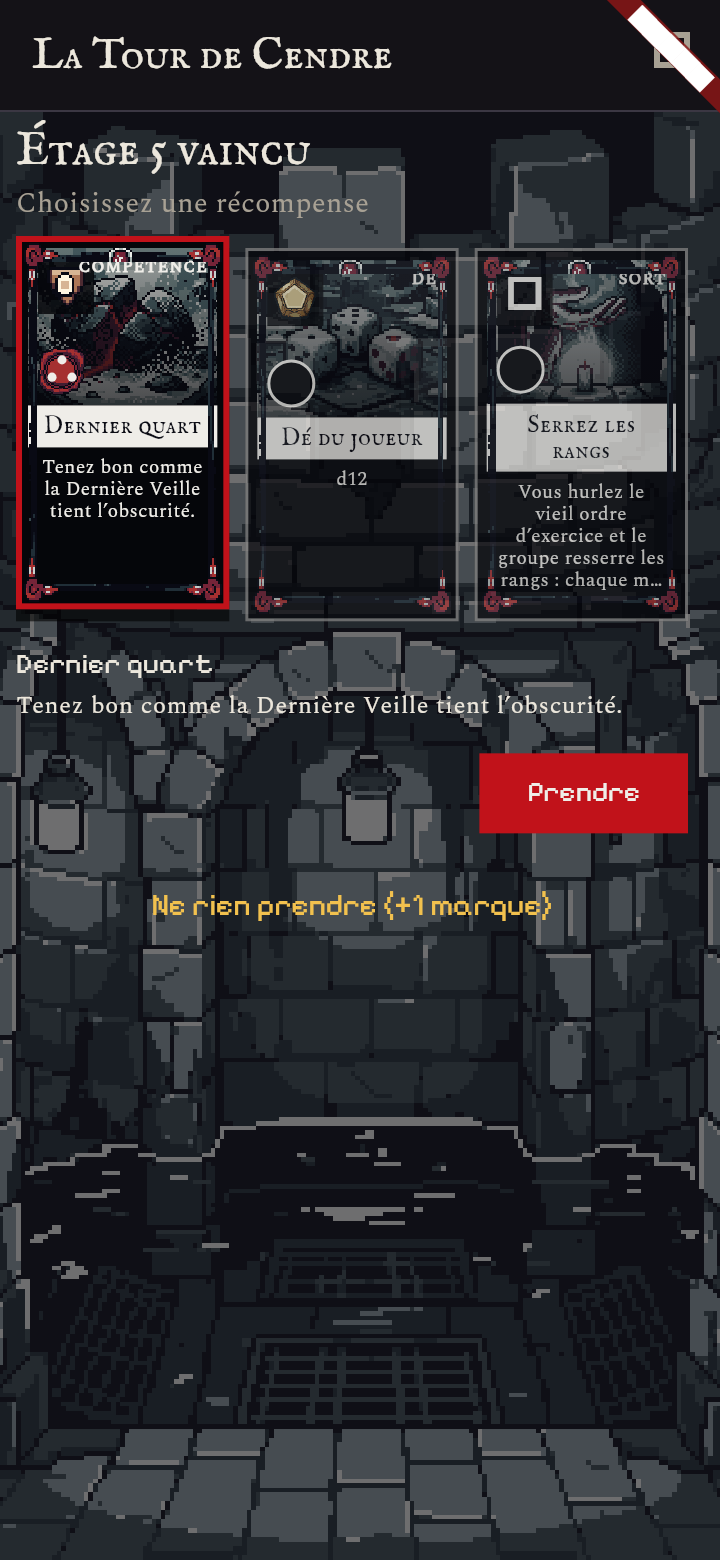 La Tour de Cendre
Étage 5 vaincu
Choisissez une récompense
COMPÉTENCE
Dernier quart
Tenez bon comme
la Dernière Veille
tient l'obscurité.
DÉ
Dé du joueur
d12
SORT
Serrez les
rangs
Vous hurlez le
vieil ordre
d'exercice et le
groupe resserre les
rangs : chaque m…
Dernier quart
Tenez bon comme la Dernière Veille tient l'obscurité.
Prendre
Ne rien prendre (+1 marque)